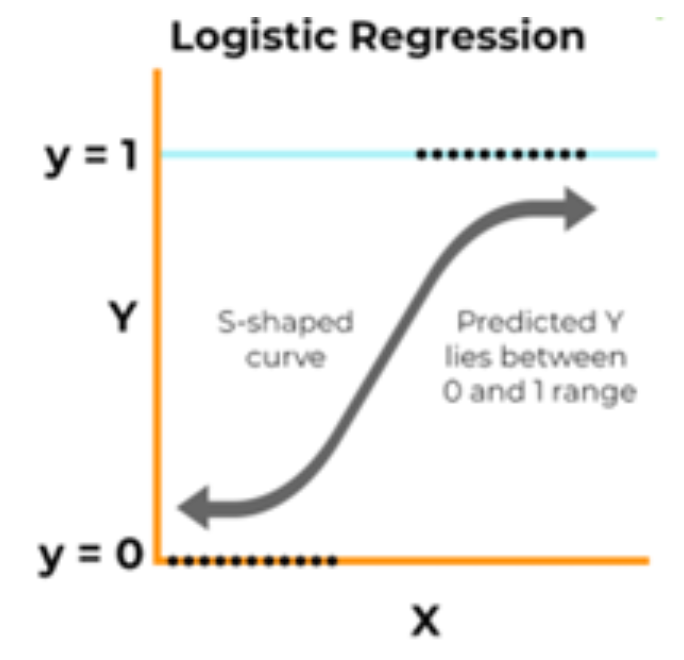 Logistic Regression
y = 1
Y
S-shaped
curve
Predicted Y
lies between
0 and 1 range
y = 0
X